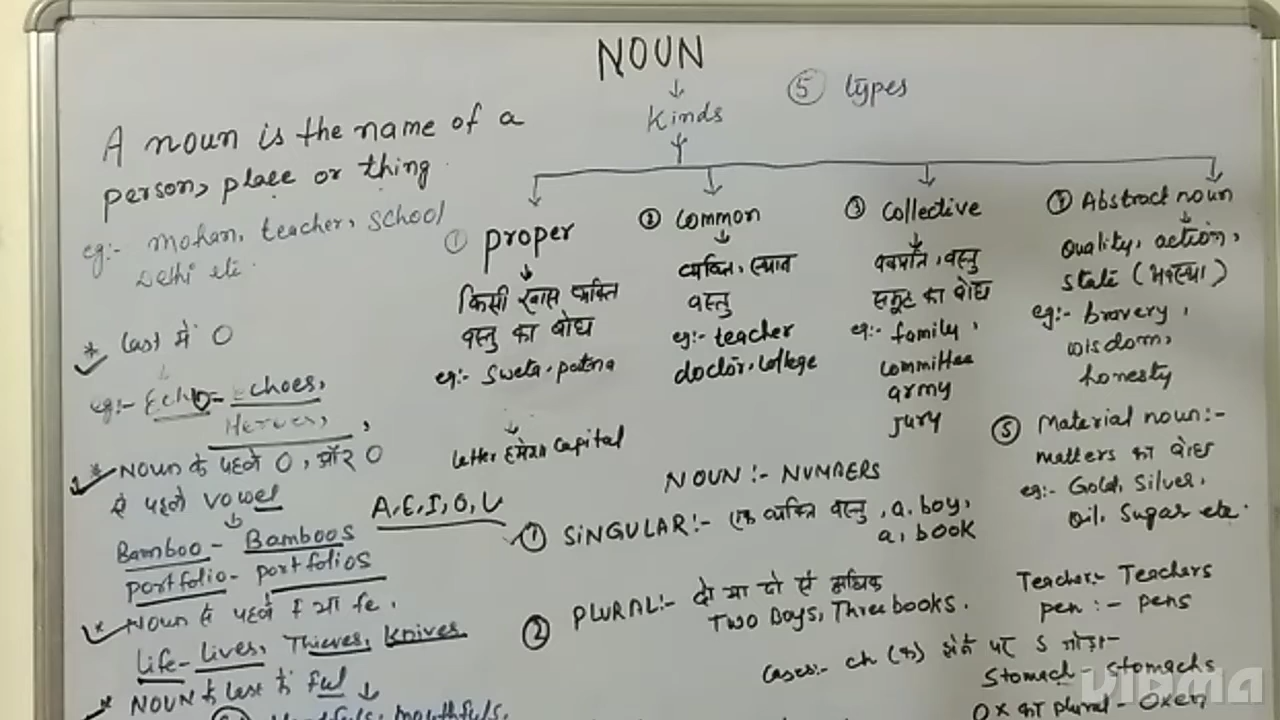 NOUN
Kinds
⑤ types
A noun is the name of a
person, place or thing
eg:- Mohan, teacher, School
Delhi etc.
① proper
किसी खास व्यक्ति
वस्तु का बोध
eg:- Sweta, patna
Letter हमेशा capital
② Common
व्यक्ति, स्थान
वस्तु
eg:- teacher
doctor, college
③ Collective
वस्तु
समूह का बोध
eg:- family,
committee
army
jury
④ Abstract noun
Quality, action,
state (अवस्था)
eg:- bravery,
wisdom,
honesty
⑤ Material noun:-
matters का बोध
eg:- Gold, Silver,
Oil, Sugar etc.
* last में O
eg:- Echo- Echoes,
Heroes,
* Noun के पहले O, और O
से पहले vowel
A, E, I, O, U
Bamboo - Bamboos
portfolio- portfolios
* Noun से पहले f या fe.
Life- Lives, Thieves, Knives
* NOUN के last में ful
mouthfuls.
NOUN:- NUMBERS
① SINGULAR:- एक व्यक्ति वस्तु, a. boy,
a, book
② PLURAL:- दो या दो से अधिक
TWO Boys, Three books.
Teacher- Teachers
pen:- pens
Cases:- ch (क) होने पर S जोड़ा-
Stomach- stomachs
Ox का plural- oxen
VIDMA